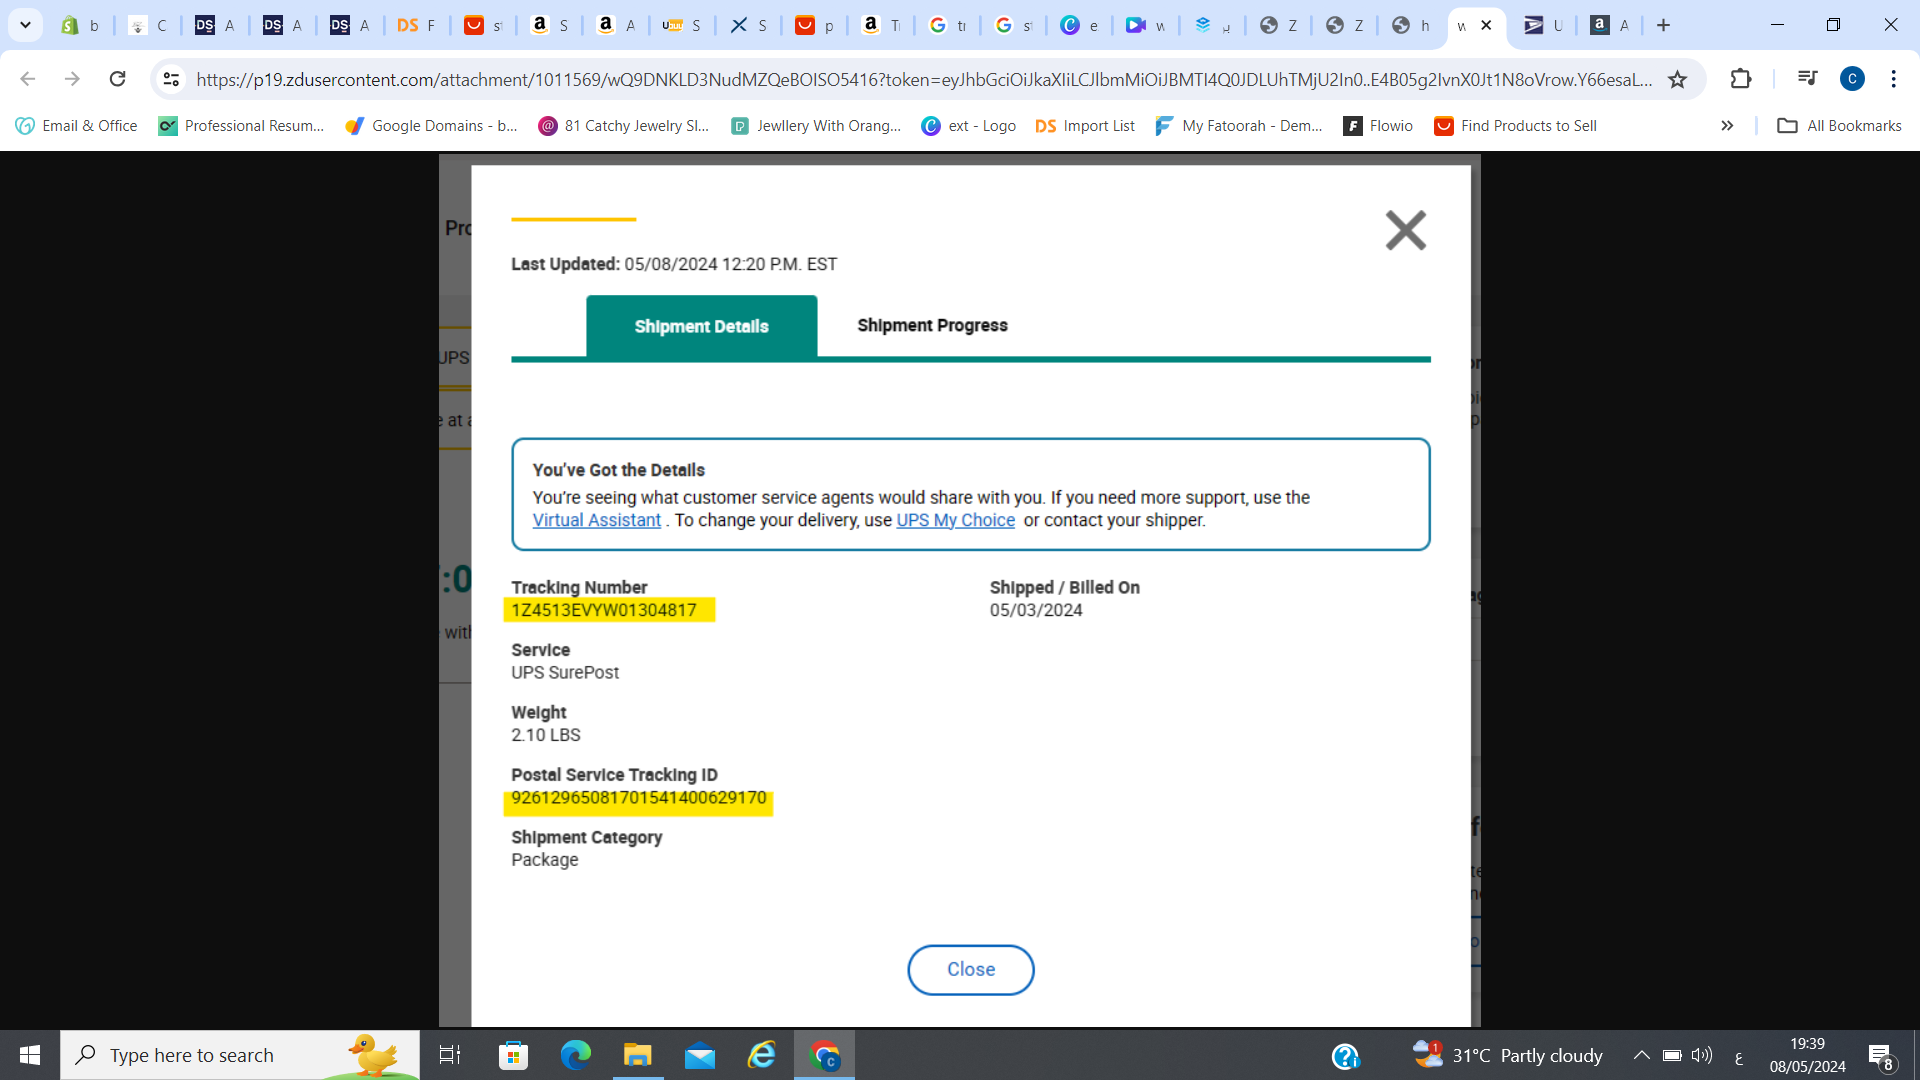 b
C
A
A
A
F
s
S
A
S
S
p
T
t
s
e
w
Z
Z
h
w
U
A
https://p19.zdusercontent.com/attachment/1011569/wQ9DNKLD3NudMZQeBOISO5416?token=eyJhbGciOiJkaXIiLCJlbmMiOiJBMTI4Q0JDLUhTMjU2In0..E4B05g2IvnX0Jt1N8oVrow.Y66esaL...
C
Email & Office
Professional Resum...
Google Domains - b...
81 Catchy Jewelry Sl...
Jewllery With Orang...
ext - Logo
DS Import List
My Fatoorah - Dem...
Flowio
Find Products to Sell
All Bookmarks
Last Updated: 05/08/2024 12:20 P.M. EST
Shipment Details
Shipment Progress
UPS
You've Got the Details
You're seeing what customer service agents would share with you. If you need more support, use the
Virtual Assistant . To change your delivery, use UPS My Choice or contact your shipper.
Tracking Number
1Z4513EVYW01304817
Shipped / Billed On
05/03/2024
Service
UPS SurePost
Weight
2.10 LBS
Postal Service Tracking ID
92612965081701541400629170
Shipment Category
Package
Close
Type here to search
1
31°C Partly cloudy
ع
19:39
08/05/2024
8